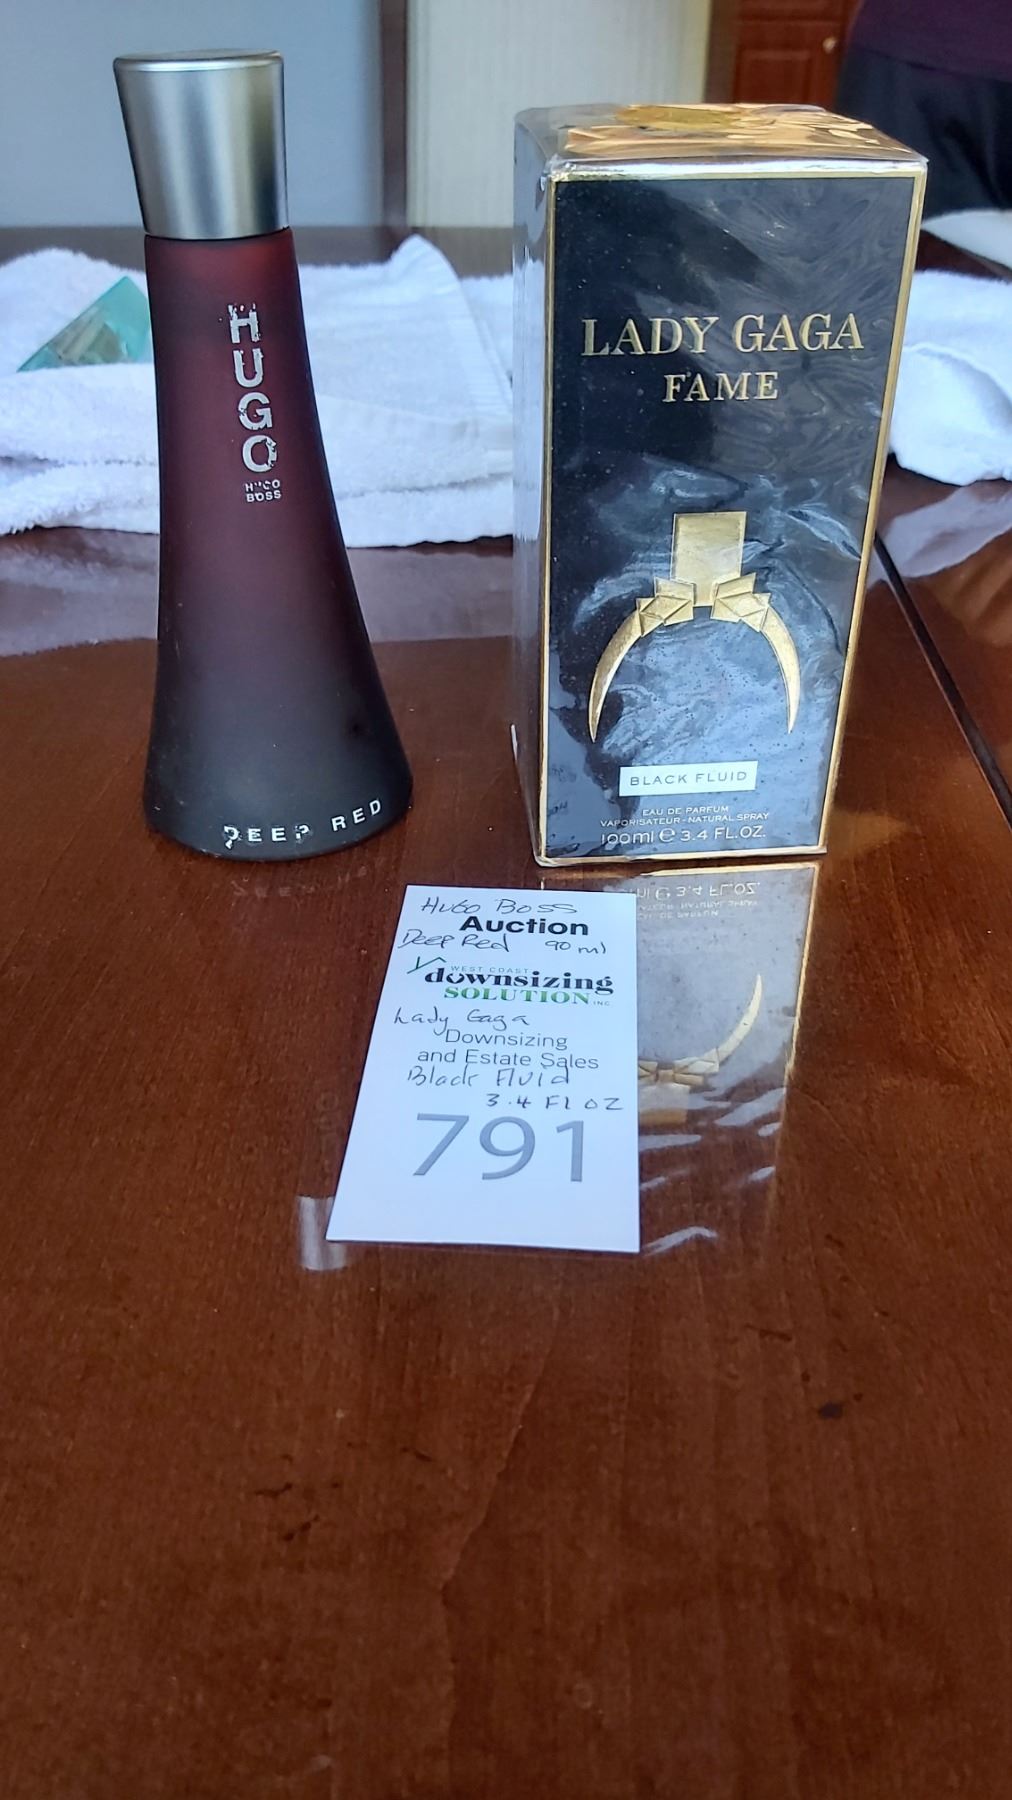 HUGO
HUGO
BOSS
DEEP RED
LADY GAGA
FAME
BLACK FLUID
EAU DE PARFUM
VAPORISATEUR - NATURAL SPRAY
100ml e 3.4 FL.OZ.
Hugo Boss
Auction
Deep Red 90 ml
WEST COAST
downsizing
SOLUTION INC
Lady Gaga
Downsizing
and Estate Sales
Black Fluid
3.4 Fl oz
791